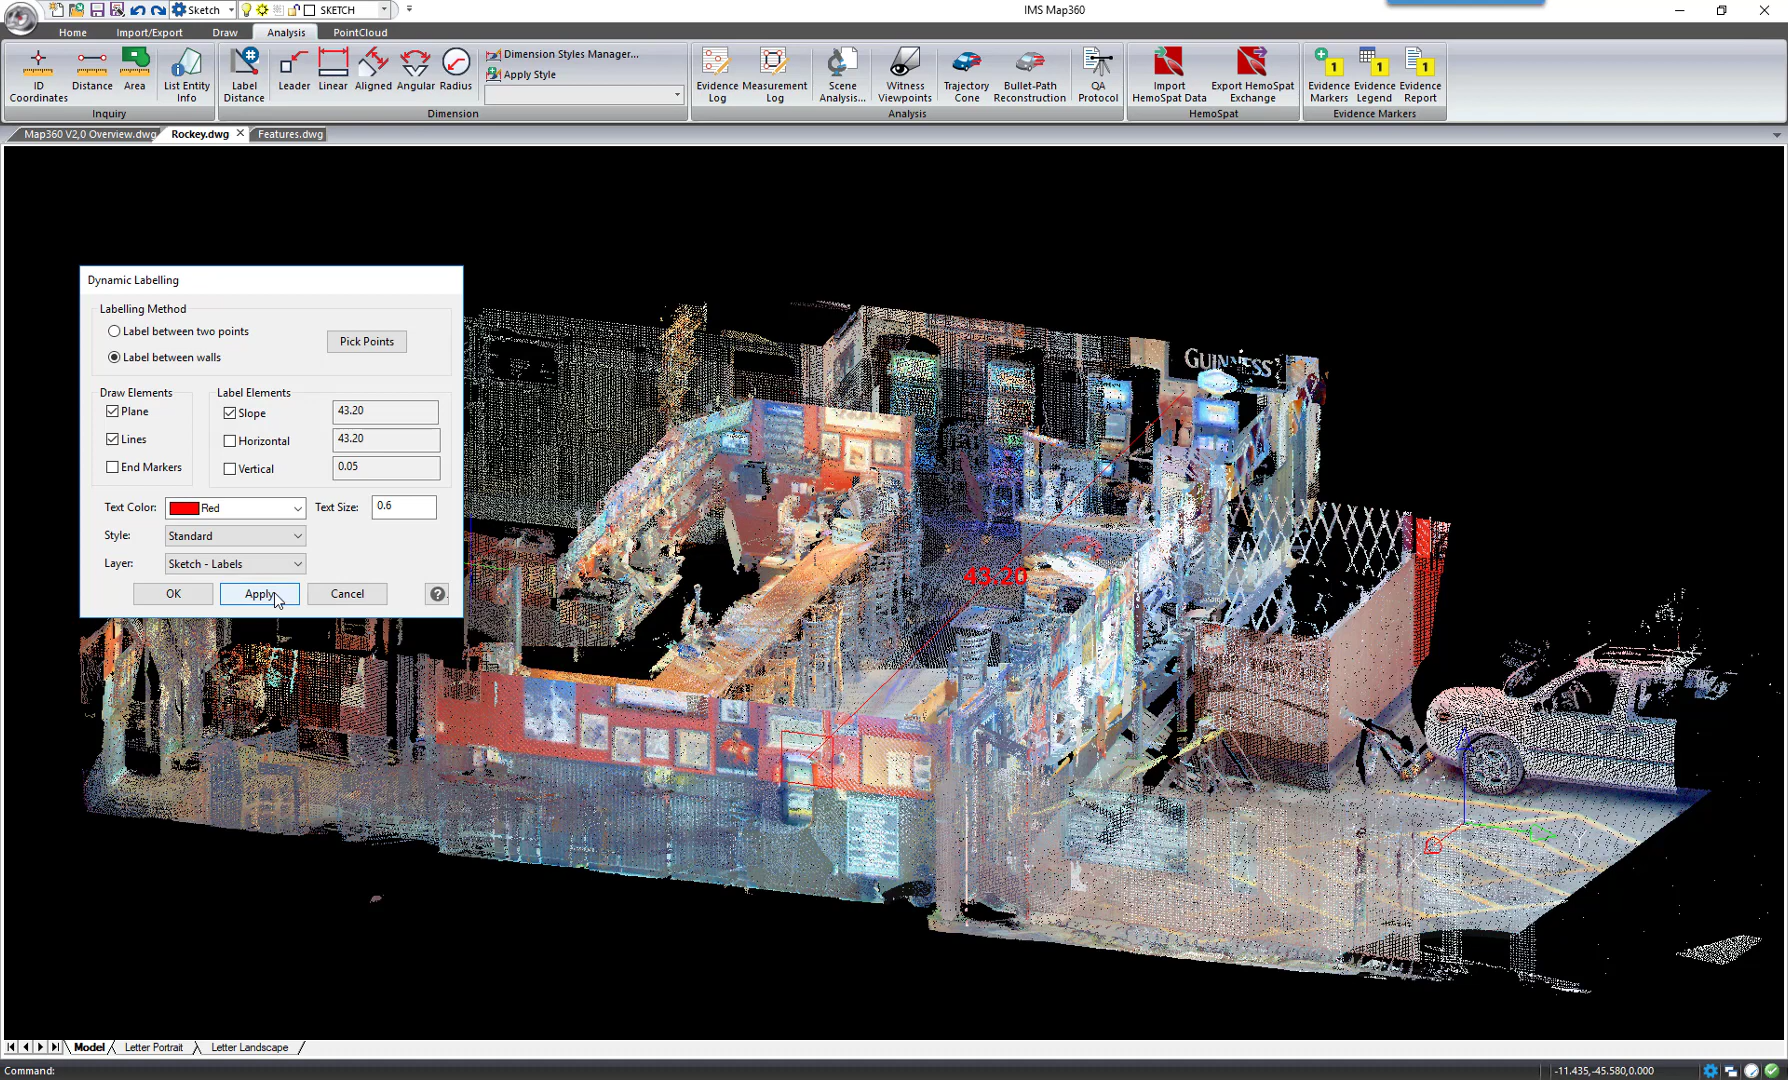 Sketch
SKETCH
IMS Map360
Home Import/Export Draw Analysis PointCloud
ID Coordinates
Distance
Area
List Entity Info
Inquiry
Label Distance
Leader
Linear
Aligned
Angular
Radius
Dimension Styles Manager...
Apply Style
Dimension
Evidence Log
Measurement Log
Scene Analysis...
Witness Viewpoints
Trajectory Cone
Bullet-Path Reconstruction
QA Protocol
Analysis
Import HemoSpat Data
Export HemoSpat Exchange
HemoSpat
1
Evidence Markers
1
Evidence Legend
1
Evidence Report
Evidence Markers
Map360 V2,0 Overview.dwg Rockey.dwg Features.dwg
Dynamic Labelling
Labelling Method
Label between two points
Pick Points
Label between walls
Draw Elements
Plane
Lines
End Markers
Label Elements
Slope 43.20
Horizontal 43.20
Vertical 0.05
Text Color: Red Text Size: 0.6
Style: Standard
Layer: Sketch - Labels
OK Apply Cancel
GUINNESS
43.20
X
Y
Model Letter Portrait Letter Landscape
Command:
-11.435,-45.580,0.000